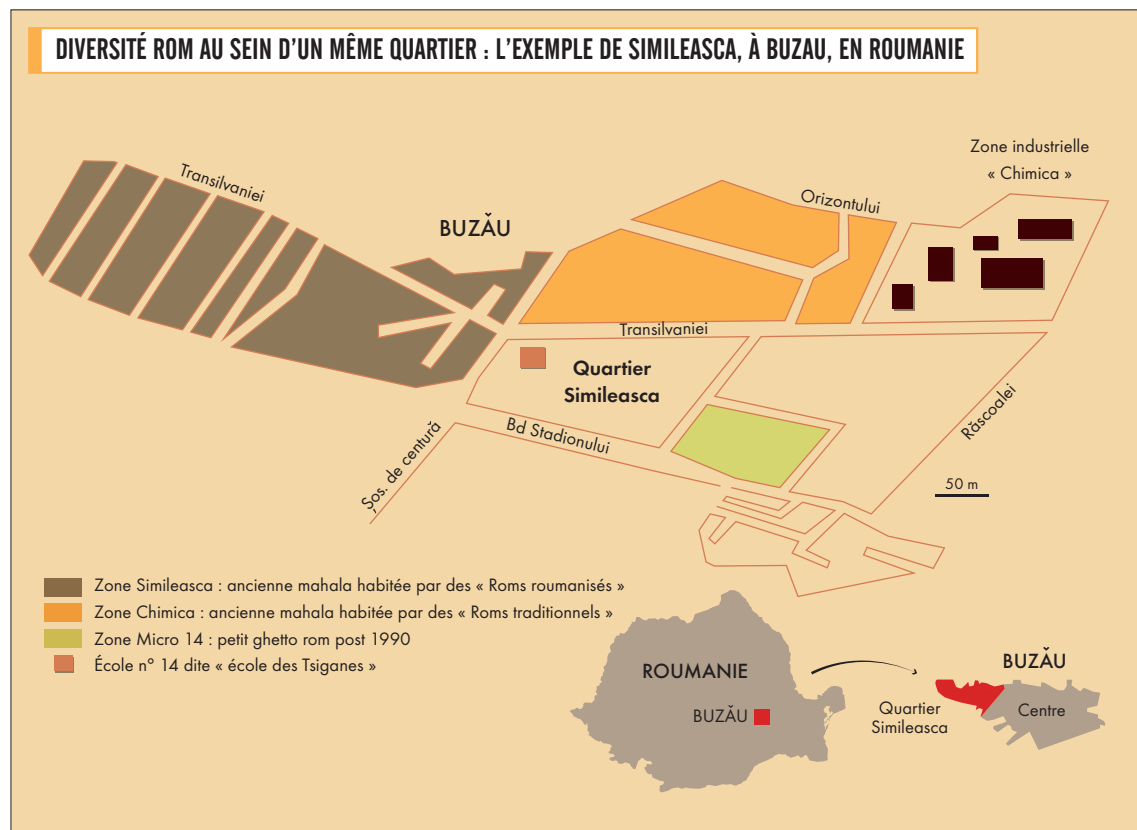 DIVERSITÉ ROM AU SEIN D'UN MÊME QUARTIER : L'EXEMPLE DE SIMILEASCA, À BUZAU, EN ROUMANIE
Zone industrielle
« Chimica »
Transilvaniei
Orizontului
BUZĂU
Transilvaniei
Quartier
Simileasca
Răscoalei
Bd Stadionului
Șos. de centură
50 m
Zone Simileasca : ancienne mahala habitée par des « Roms roumanisés »
Zone Chimica : ancienne mahala habitée par des « Roms traditionnels »
Zone Micro 14 : petit ghetto rom post 1990
École n° 14 dite « école des Tsiganes »
ROUMANIE
BUZĂU
BUZĂU
Quartier
Simileasca
Centre